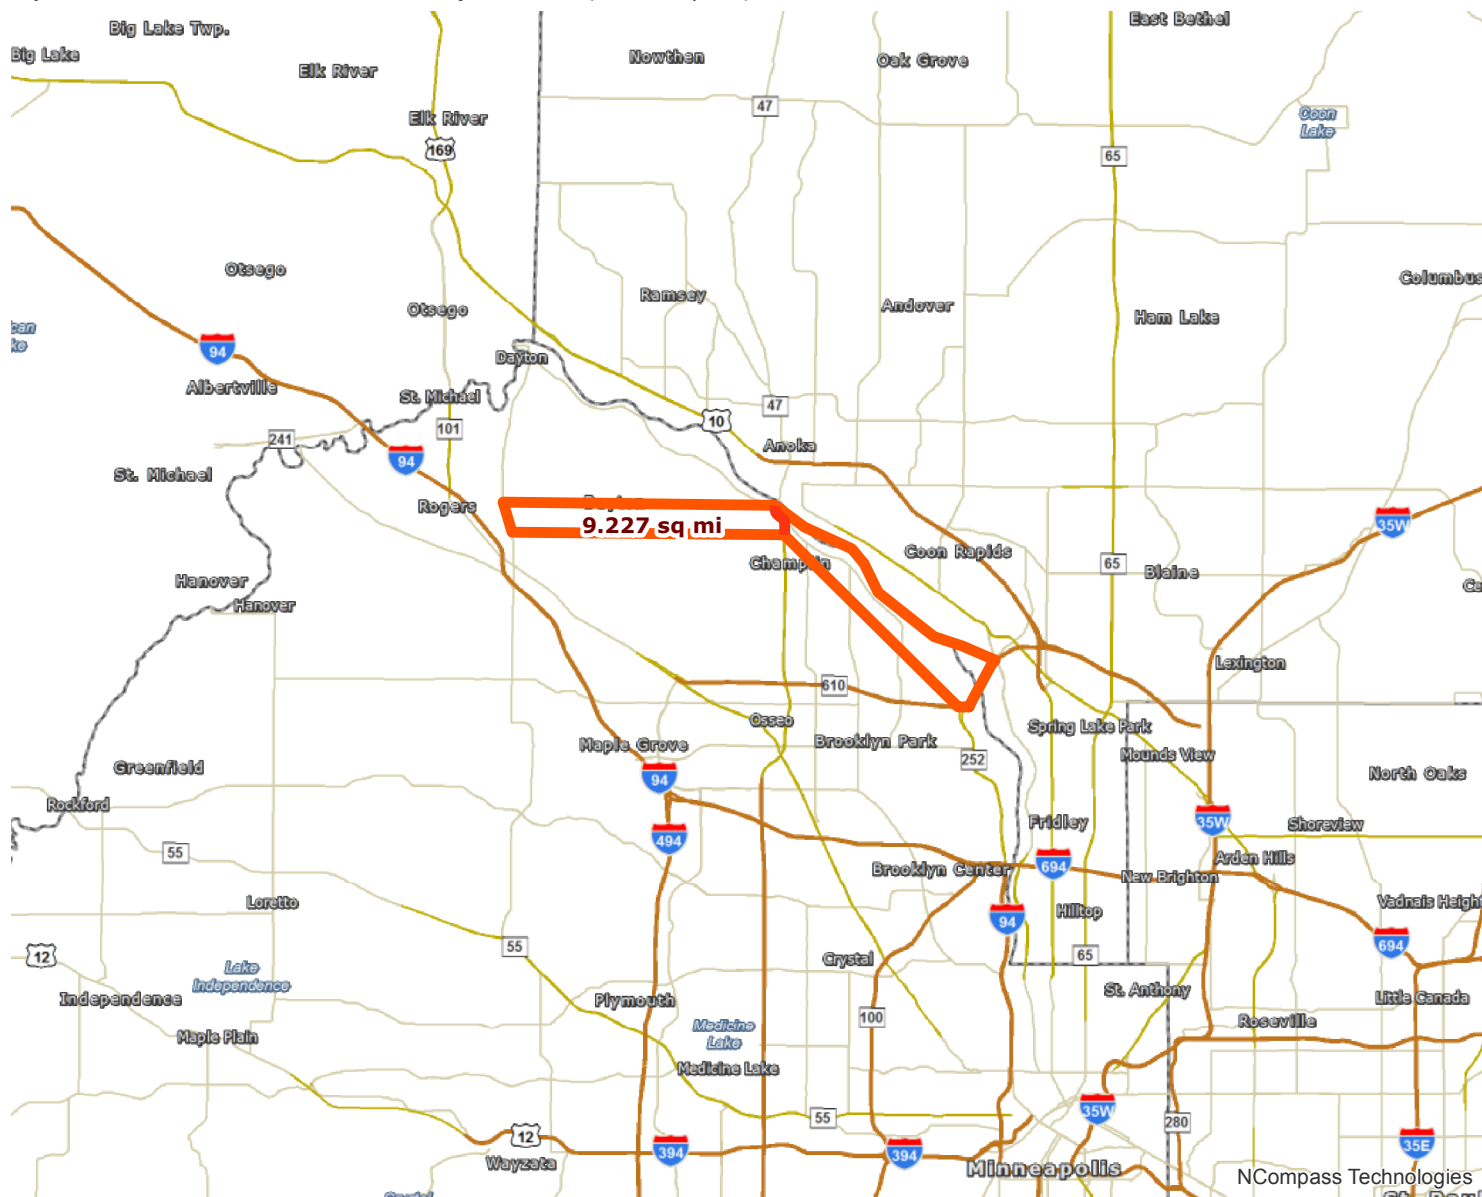 East Bethel
Big Lake Twp.
Big Lake
Nowthen
Oak Grove
Elk River
47
Coon
Lake
Elk River
169
65
Otsego
Columbus
Ramsey
Andover
Otsego
Ham Lake
94
Dayton
Albertville
St. Michael
47
10
101
241
Anoka
94
St. Michael
Rogers
9.227 sq mi
35W
Coon Rapids
Champlin
65
Blaine
Hanover
Hanover
Lexington
610
Osseo
Spring Lake Park
Maple Grove
Brooklyn Park
Mounds View
252
Greenfield
94
North Oaks
Rockford
35W
Fridley
Shoreview
494
55
Arden Hills
694
Brooklyn Center
New Brighton
Loretto
Vadnais Height
94
Hilltop
55
694
12
65
Crystal
Lake
Independence
St. Anthony
Independence
Plymouth
Little Canada
100
Roseville
Medicine
Lake
Maple Plain
Medicine Lake
35W
55
280
12
394
394
35E
Wayzata
Minneapolis
NCompass Technologies